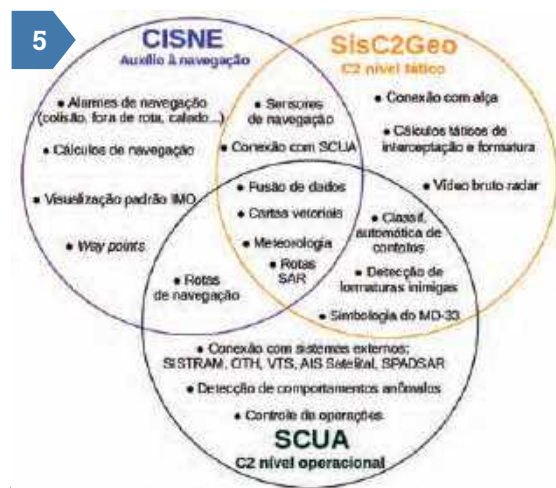 5
CISNE
Auxílio à navegação
SisC2Geo
C2 nível tático
• Alarmes de navegação
(colisão, fora de rota, calado...)
• Cálculos de navegação
• Visualização padrão IMO
• Way points
• Sensores
de navegação
• Conexão com SCUA
• Conexão com alça
• Cálculos táticos de
interceptação e formatura
• Vídeo bruto radar
• Fusão de dados
• Cartas vetoriais
• Meteorologia
• Rotas
SAR
• Rotas
de navegação
• Classif.
automática de
contatos
• Detecção de
formaturas inimigas
• Simbologia do MD-33
• Conexão com sistemas externos:
SISTRAM, OTH, VTS, AIS Satelital, SPADSAR
• Detecção de comportamentos anômalos
• Controle de operações
SCUA
C2 nível operacional